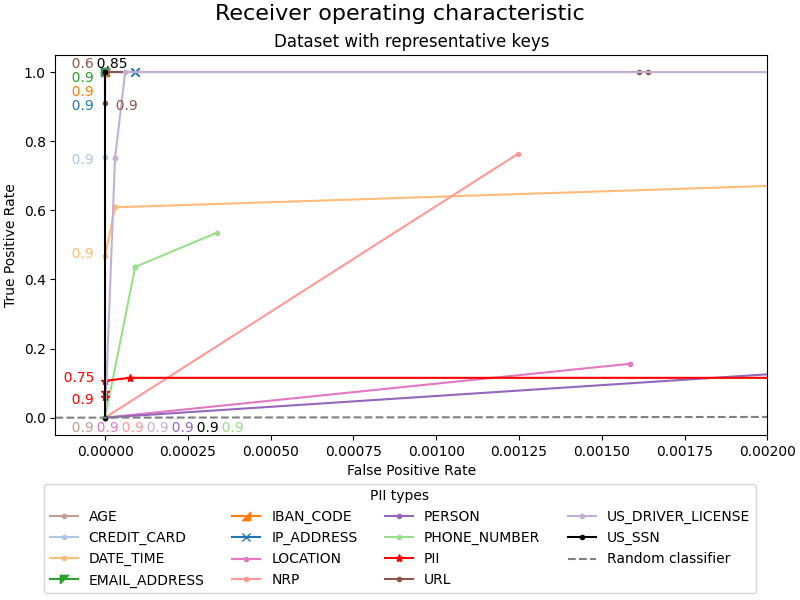 Receiver operating characteristic
Dataset with representative keys
0.6 0.85
1.0
0.9
0.9
0.9 0.9
0.8
0.9
0.6
0.9
0.4
0.2
0.75
0.9
0.0
0.9 0.9 0.9 0.9 0.9 0.9 0.9
True Positive Rate
0.00000 0.00025 0.00050 0.00075 0.00100 0.00125 0.00150 0.00175 0.00200
False Positive Rate
PII types
AGE IBAN_CODE PERSON US_DRIVER_LICENSE
CREDIT_CARD IP_ADDRESS PHONE_NUMBER US_SSN
DATE_TIME LOCATION PII Random classifier
EMAIL_ADDRESS NRP URL